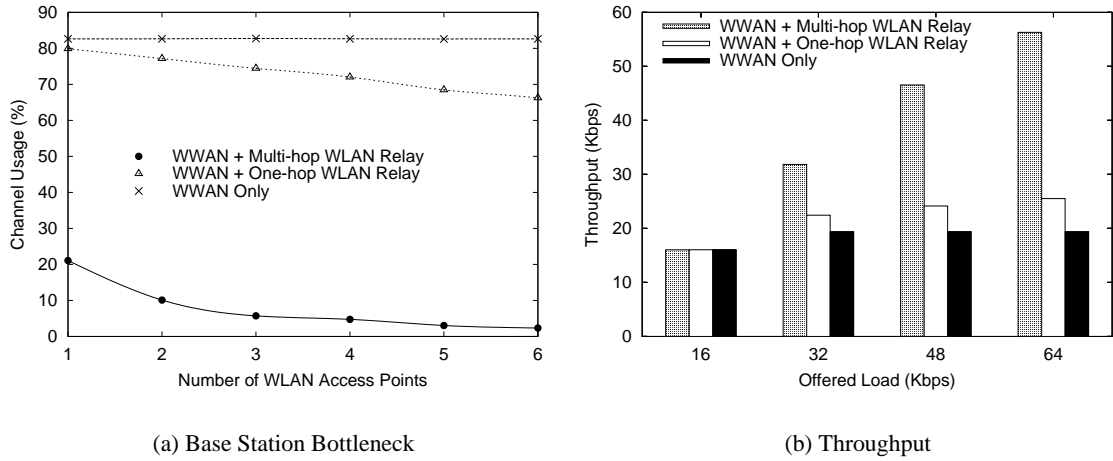 90
80
70
60
50
40
30
20
10
0
Channel Usage (%)
WWAN + Multi-hop WLAN Relay
WWAN + One-hop WLAN Relay
WWAN Only
1 2 3 4 5 6
Number of WLAN Access Points
(a) Base Station Bottleneck
60
50
40
30
20
10
0
Throughput (Kbps)
WWAN + Multi-hop WLAN Relay
WWAN + One-hop WLAN Relay
WWAN Only
16 32 48 64
Offered Load (Kbps)
(b) Throughput